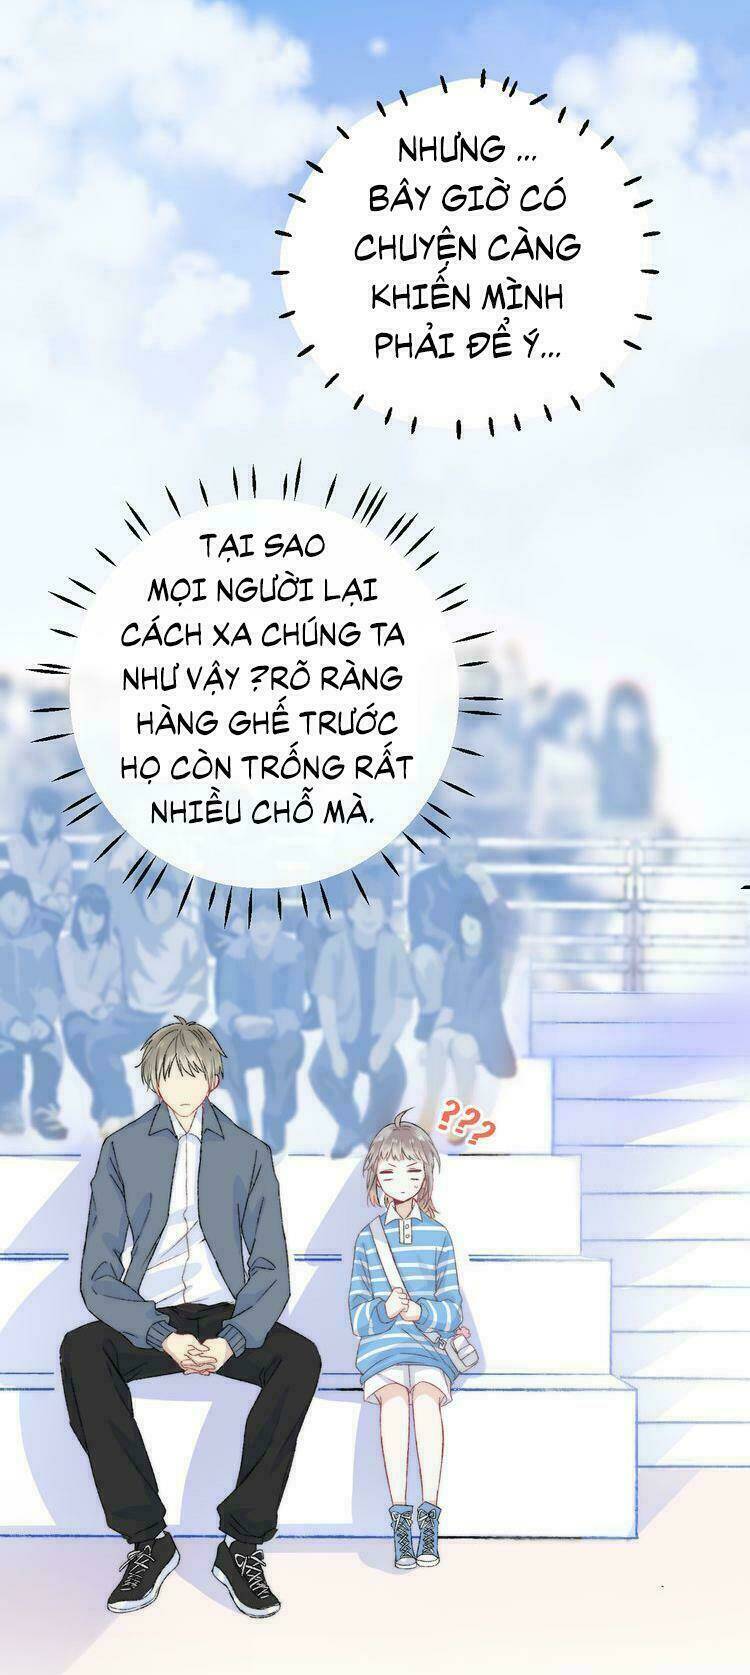 NHƯNG ...
BÂY GIỜ CÓ
CHUYỆN CÀNG
KHIẾN MÌNH
PHẢI ĐỂ Ý...
TẠI SAO
MỌI NGƯỜI LẠI
CÁCH XA CHÚNG TA
NHƯ VẬY ?RÕ RÀNG
HÀNG GHẾ TRƯỚC
HỌ CÒN TRỐNG RẤT
NHIỀU CHỖ MÀ.
???